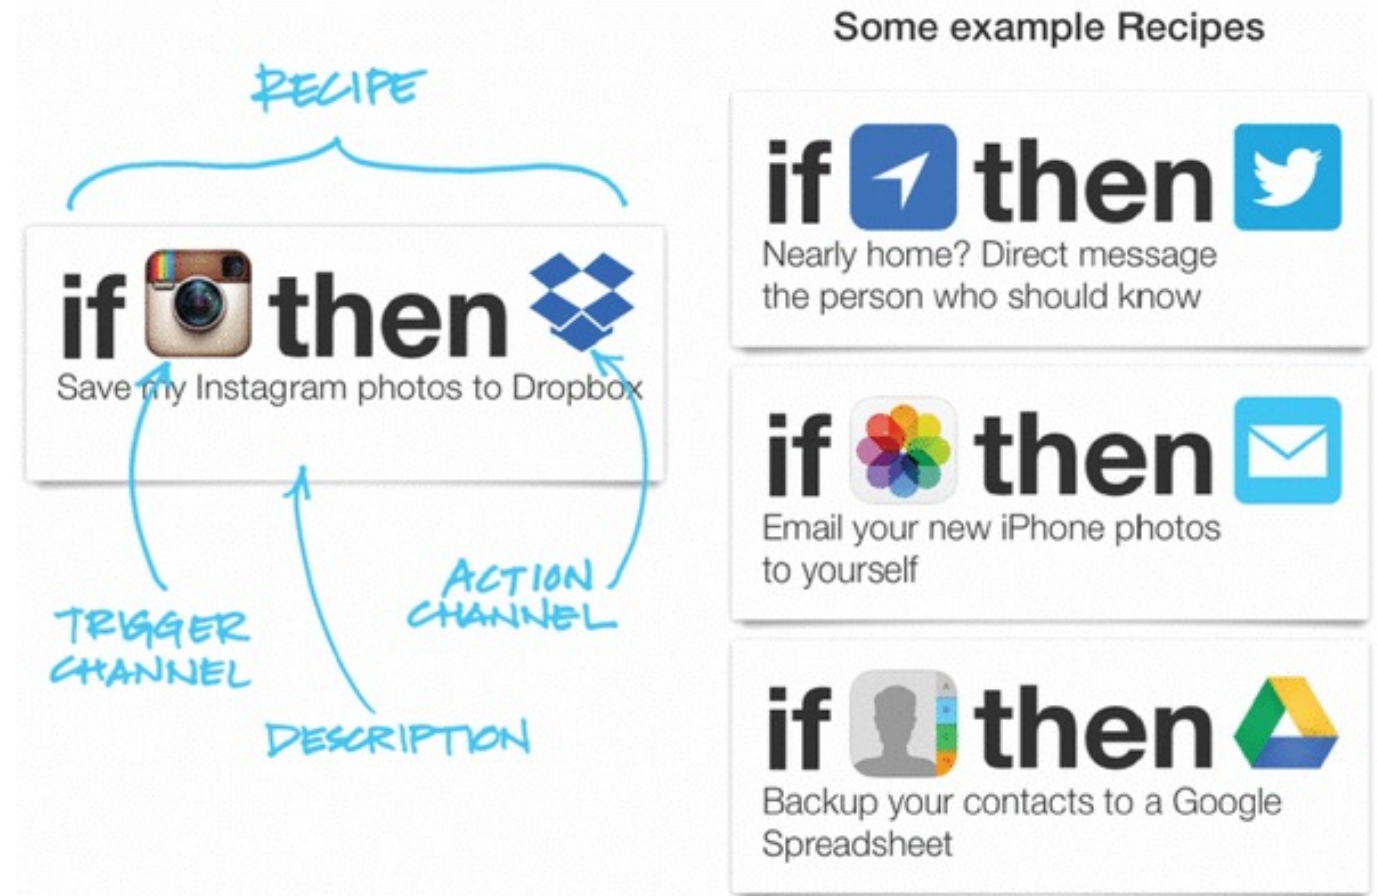 RECIPE
if then
Save my Instagram photos to Dropbox
TRIGGER
CHANNEL
DESCRIPTION
ACTION
CHANNEL
Some example Recipes
if then
Nearly home? Direct message
the person who should know
if then
Email your new iPhone photos
to yourself
if then
Backup your contacts to a Google
Spreadsheet